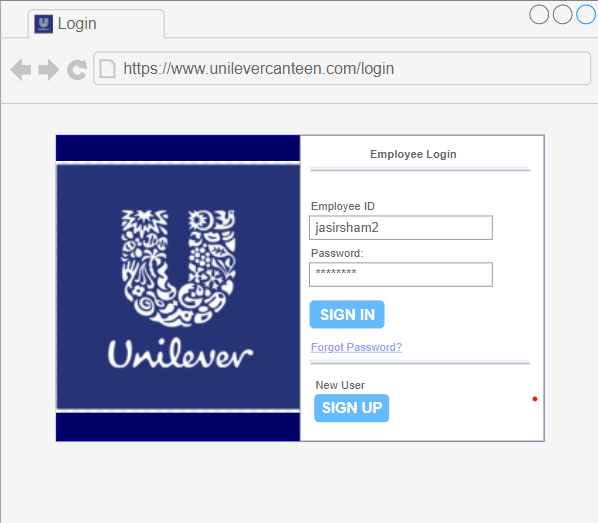 Login
https://www.unilevercanteen.com/login
Unilever
Employee Login
Employee ID
jasirsham2
Password:
********
SIGN IN
Forgot Password?
New User
SIGN UP